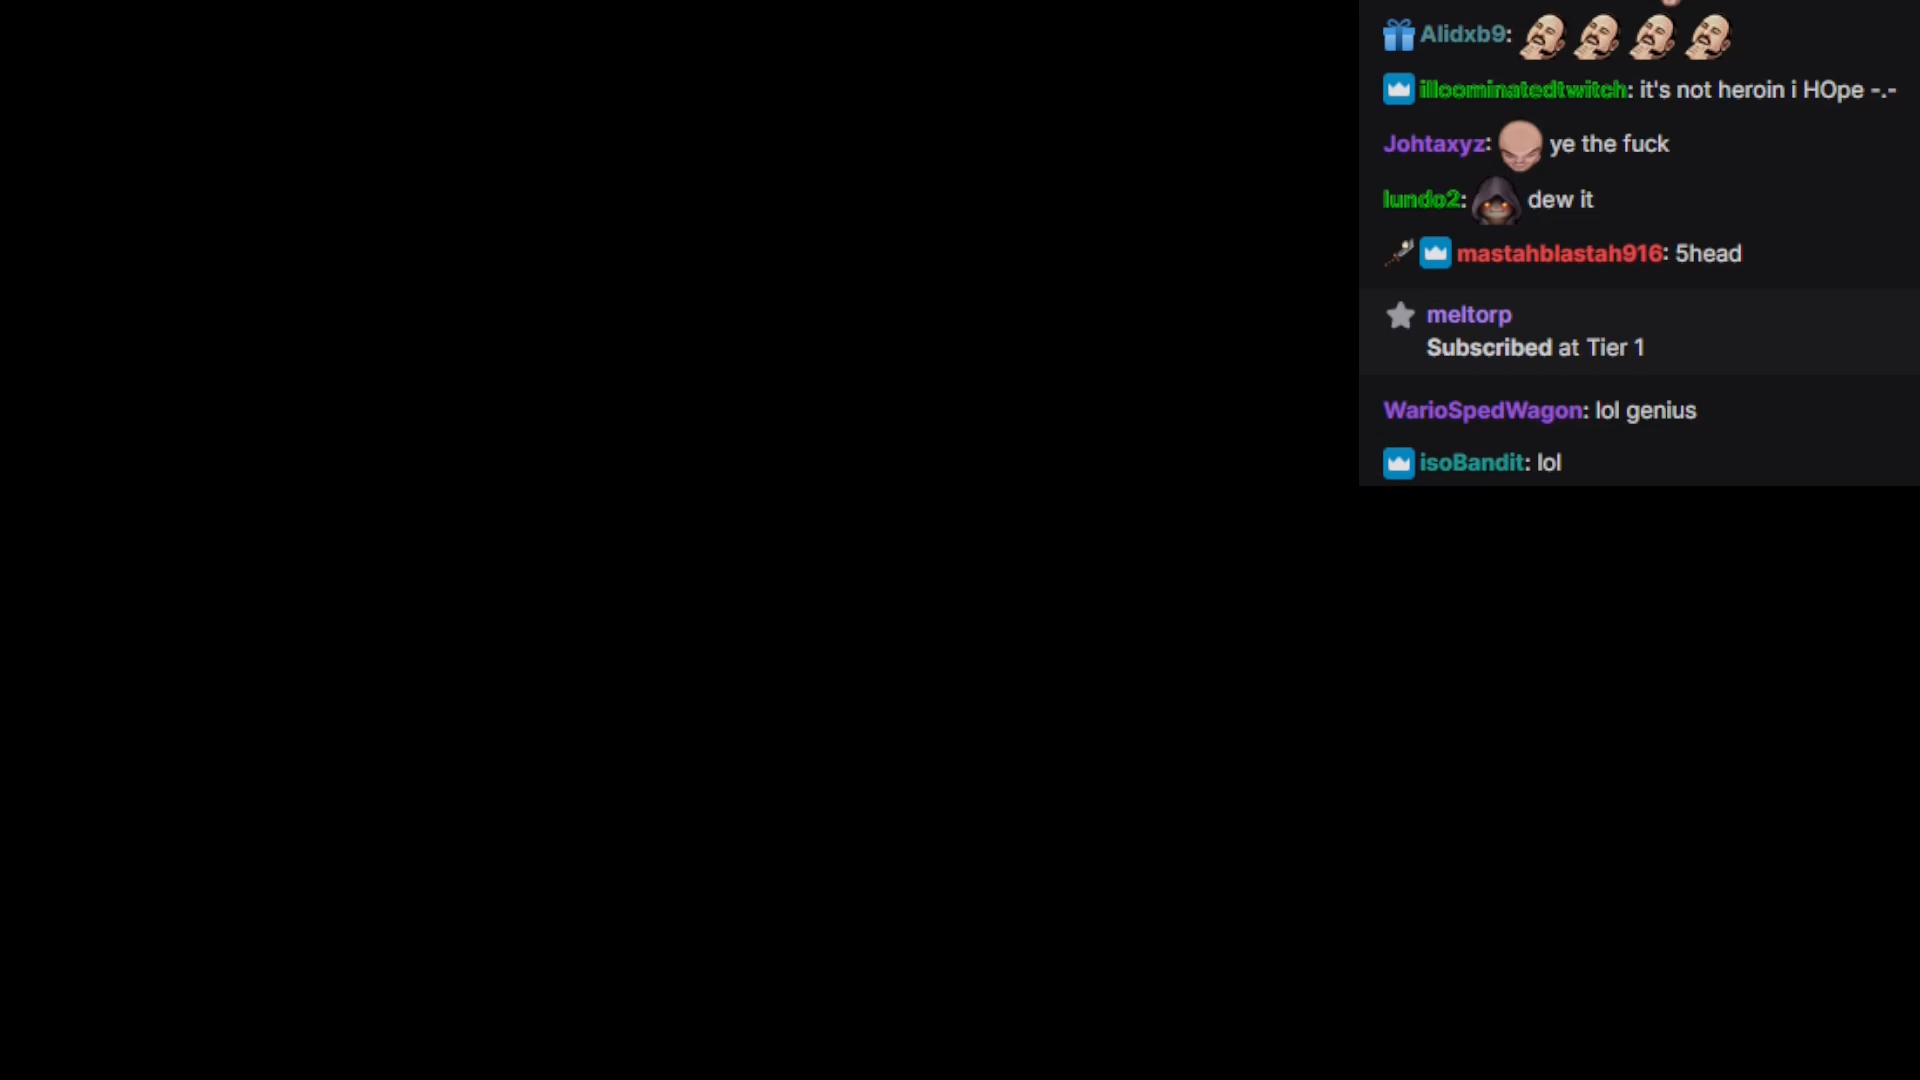 Alidxb9:
illoominatedtwitch: it's not heroin i HOpe -.-
Johtaxyz: ye the fuck
lundo2: dew it
mastahblastah916: 5head
meltorp
Subscribed at Tier 1
WarioSpedWagon: lol genius
isoBandit: lol